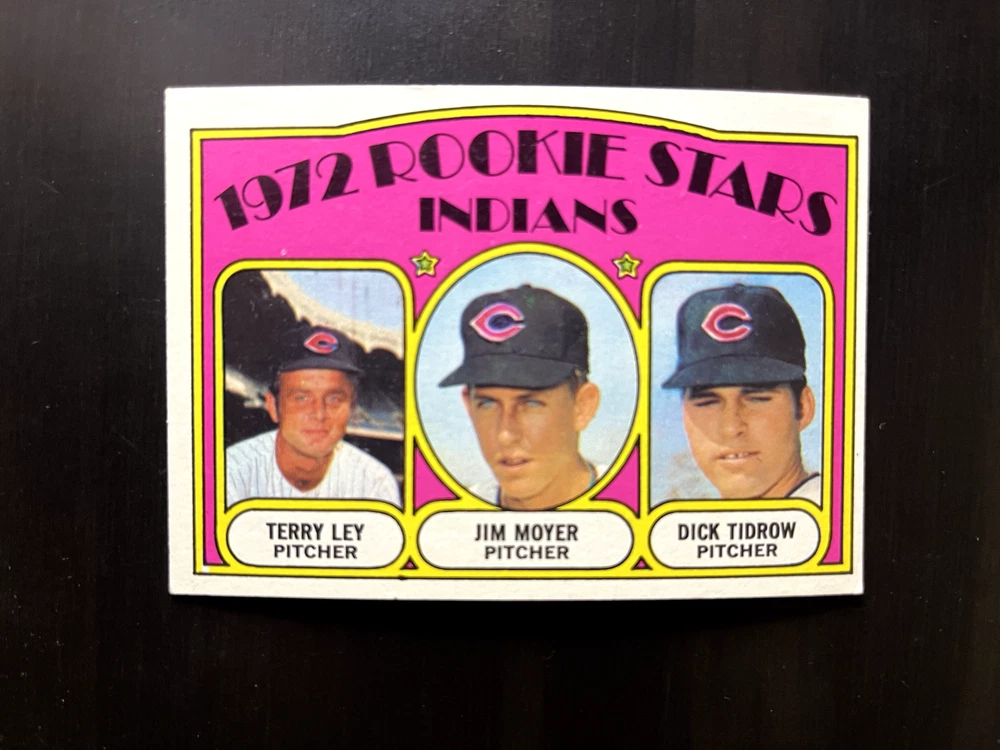 1972 ROOKIE STARS
INDIANS
C
C
C
TERRY LEY
PITCHER
JIM MOYER
PITCHER
DICK TIDROW
PITCHER